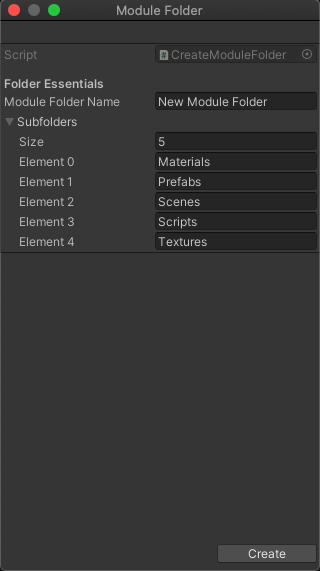 Module Folder
Script CreateModuleFolder
Folder Essentials
Module Folder Name New Module Folder
Subfolders
Size 5
Element 0 Materials
Element 1 Prefabs
Element 2 Scenes
Element 3 Scripts
Element 4 Textures
Create